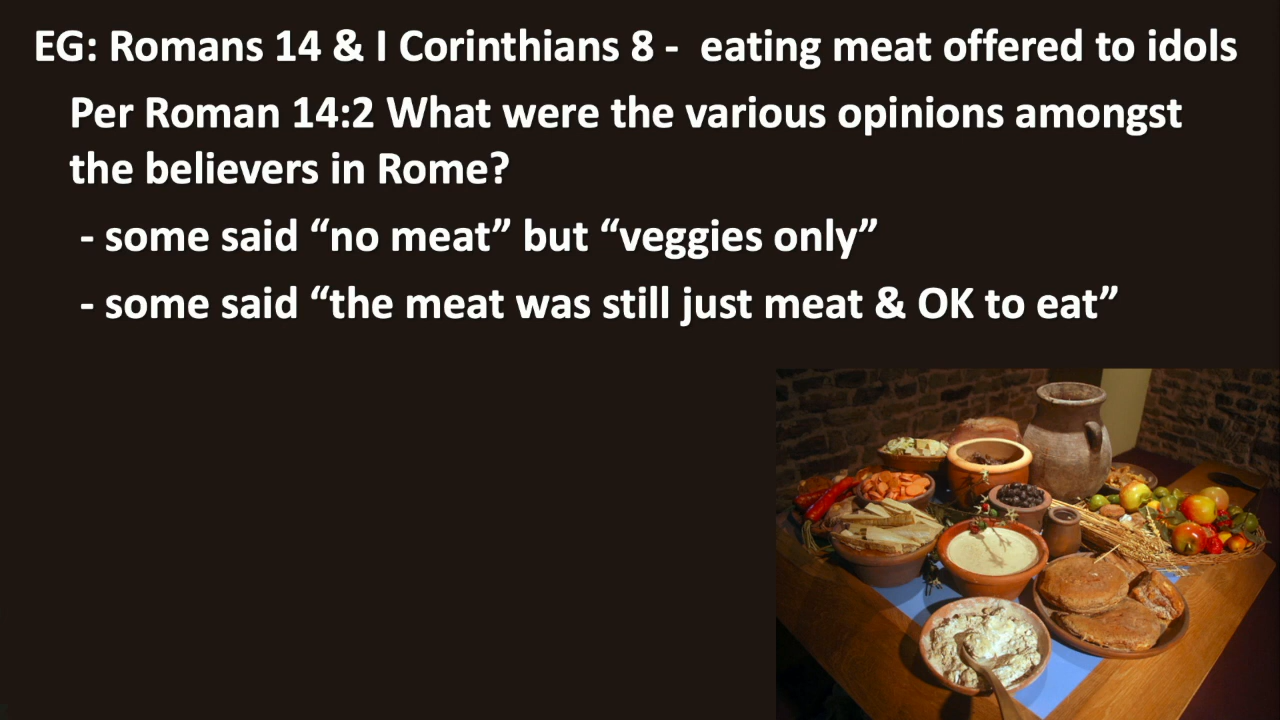 EG: Romans 14 & I Corinthians 8 -  eating meat offered to idols
Per Roman 14:2 What were the various opinions amongst
the believers in Rome?
- some said “no meat” but “veggies only”
- some said “the meat was still just meat & OK to eat”